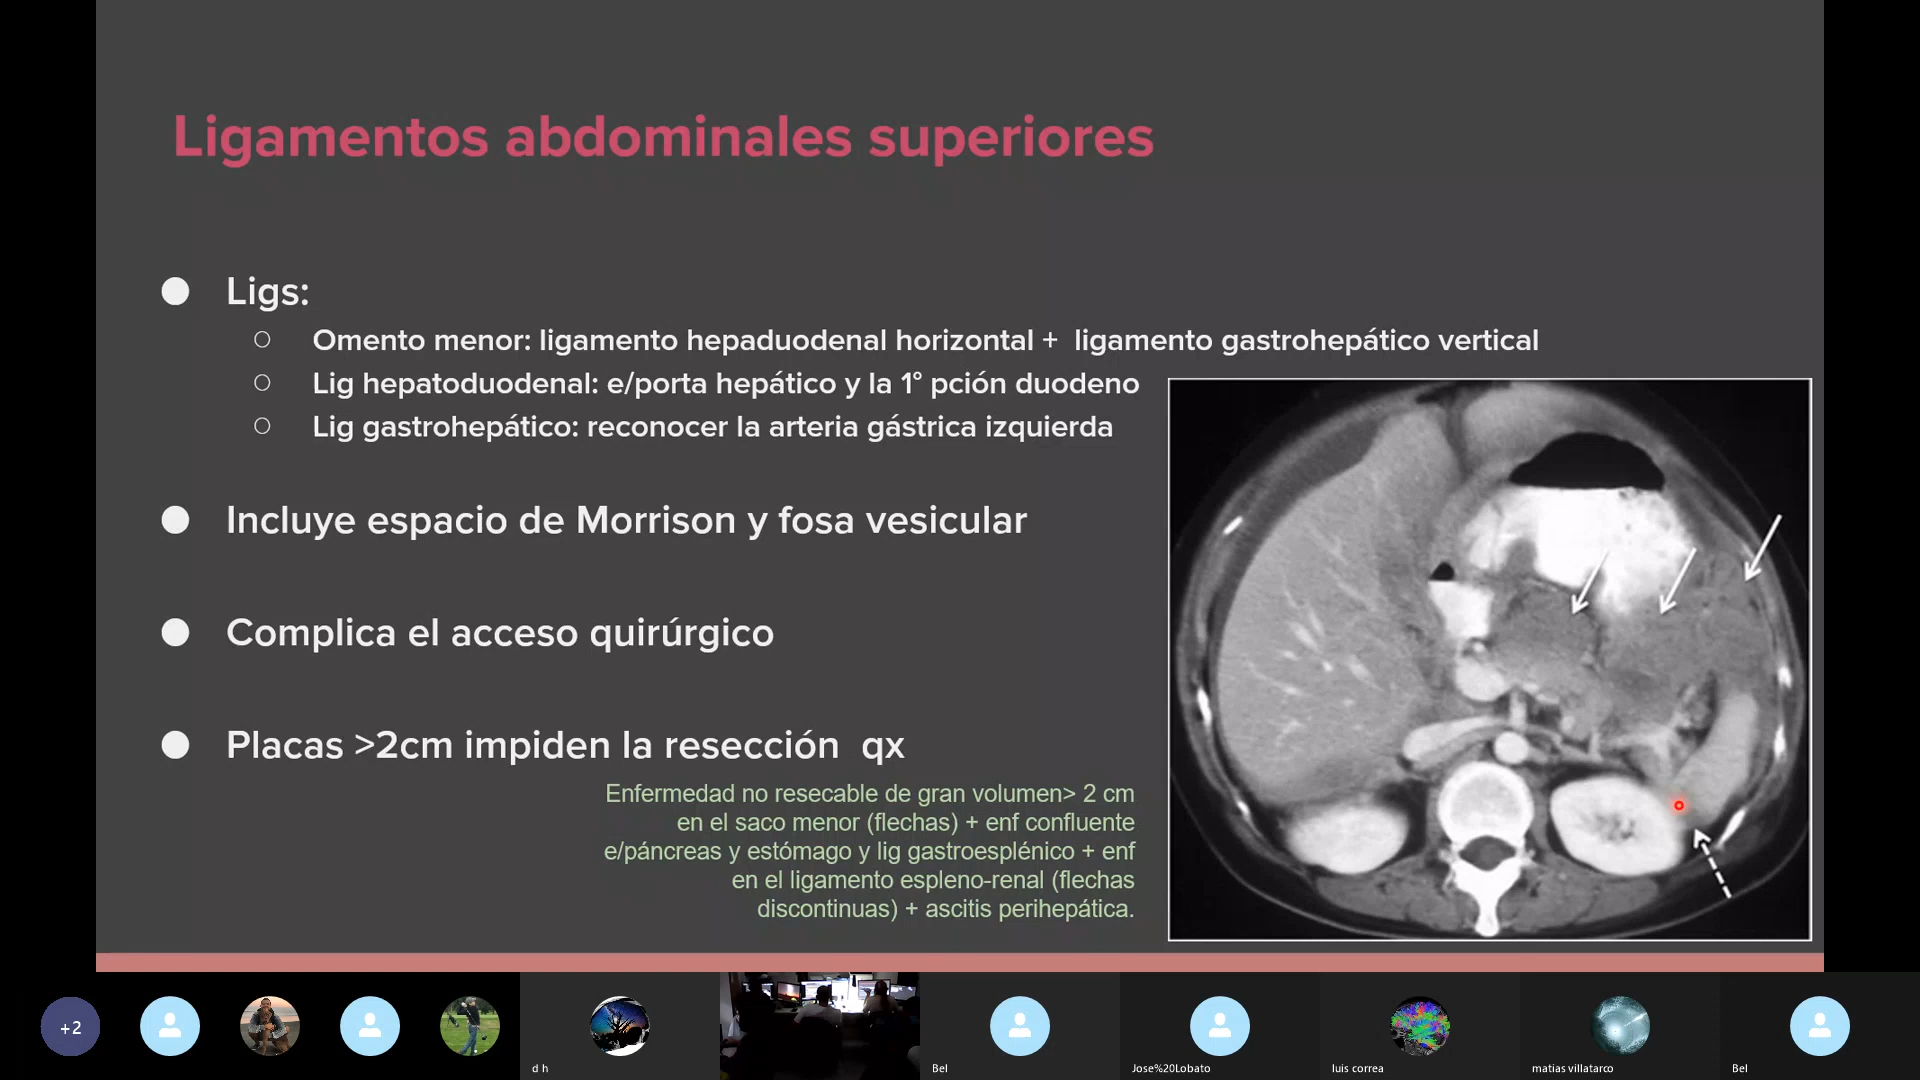 Ligamentos abdominales superiores
Ligs:
Omento menor: ligamento hepaduodenal horizontal + ligamento gastrohepático vertical
Lig hepatoduodenal: e/porta hepático y la 1° pción duodeno
Lig gastrohepático: reconocer la arteria gástrica izquierda
Incluye espacio de Morrison y fosa vesicular
Complica el acceso quirúrgico
Placas >2cm impiden la resección qx
Enfermedad no resecable de gran volumen> 2 cm
en el saco menor (flechas) + enf confluente
e/páncreas y estómago y lig gastroesplénico + enf
en el ligamento espleno-renal (flechas
discontinuas) + ascitis perihepática.
+2
d h
Bel
Jose%20Lobato
luis correa
matias villatarco
Bel